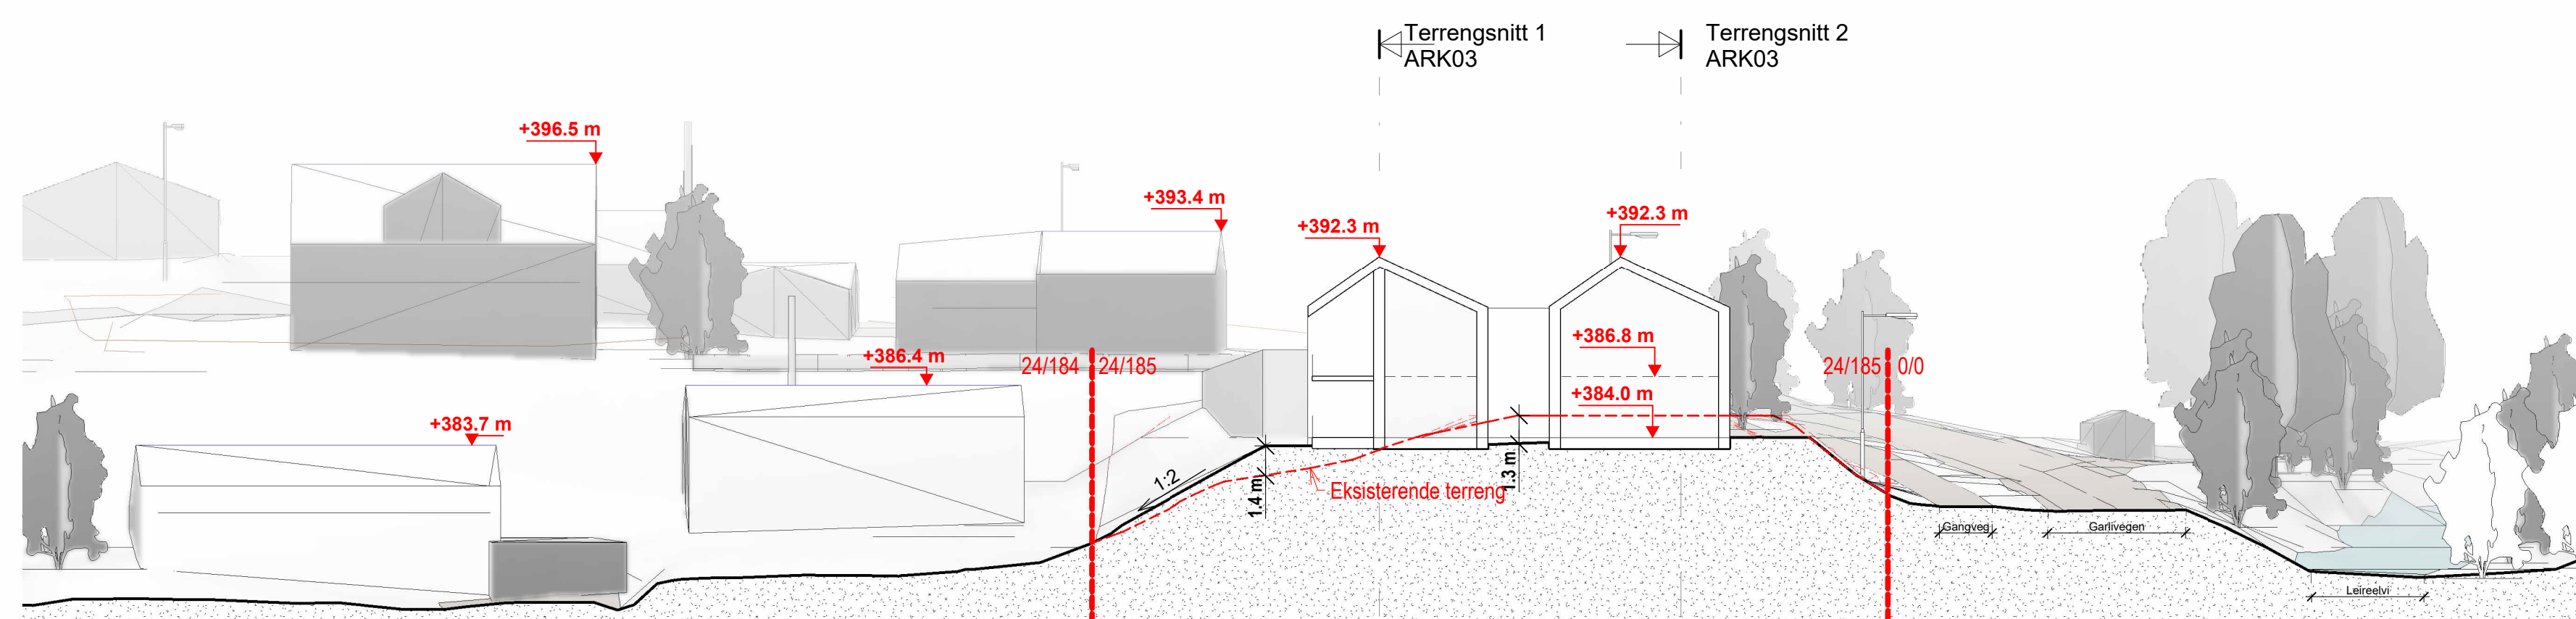 Terrengsnitt 1
ARK03
Terrengsnitt 2
ARK03
+396.5 m
+393.4 m
+392.3 m
+392.3 m
+386.8 m
+386.4 m
24/184
24/185
24/185
0/0
+384.0 m
+383.7 m
1:2
1.4 m
Eksisterende terreng
1.3 m
Gangveg
Garlivegen
Leireelvi